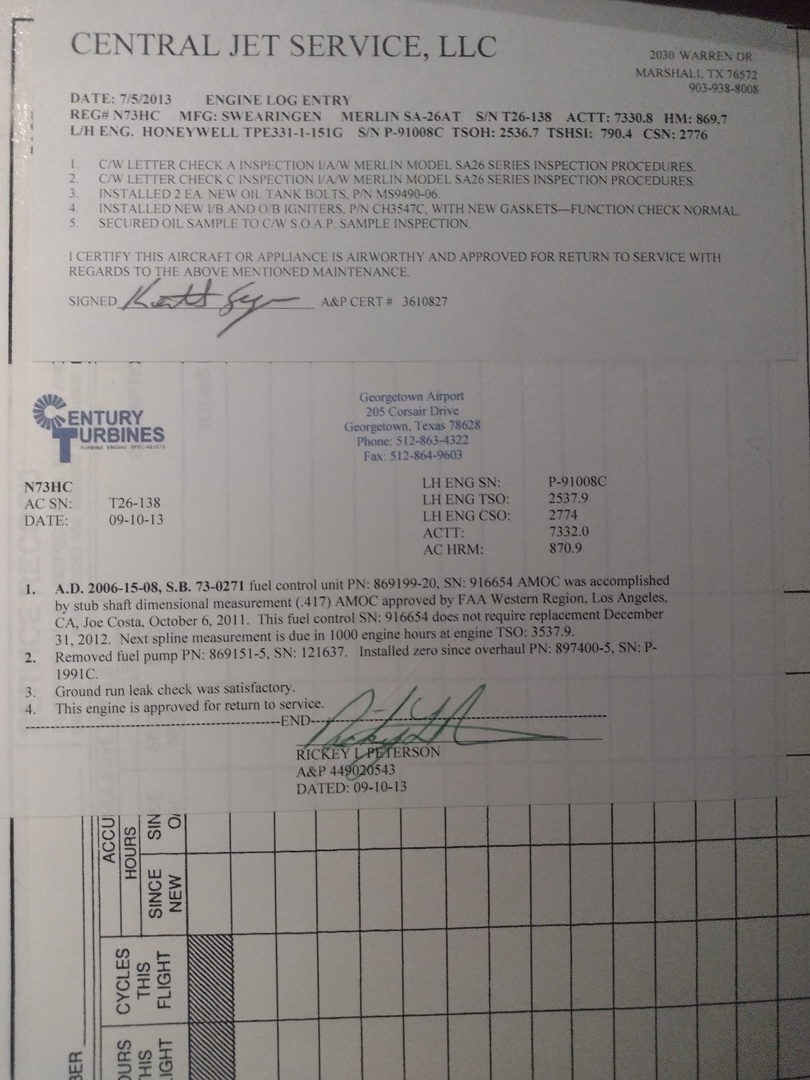 CENTRAL JET SERVICE, LLC
2030 WARREN DR.
MARSHALL TX 76572
903-938-8008
DATE: 7/5/2013 ENGINE LOG ENTRY
REG# N73HC MFG: SWEARINGEN MERLIN SA-26AT S/N T26-138 ACTT: 7330.8 HM: 869.7
L/H ENG. HONEYWELL TPE331-1-151G S/N P-91008C TSOH: 2536.7 TSHSI: 790.4 CSN: 2776
1. C/W LETTER CHECK A INSPECTION I/A/W MERLIN MODEL SA26 SERIES INSPECTION PROCEDURES.
2. C/W LETTER CHECK C INSPECTION I/A/W MERLIN MODEL SA26 SERIES INSPECTION PROCEDURES.
3. INSTALLED 2 EA. NEW OIL TANK BOLTS, P/N MS9490-06.
4. INSTALLED NEW I/B AND O/B IGNITERS, P/N CH3547C, WITH NEW GASKETS—FUNCTION CHECK NORMAL.
5. SECURED OIL SAMPLE TO C/W S.O.A.P. SAMPLE INSPECTION.
I CERTIFY THIS AIRCRAFT OR APPLIANCE IS AIRWORTHY AND APPROVED FOR RETURN TO SERVICE WITH
REGARDS TO THE ABOVE MENTIONED MAINTENANCE.
SIGNED A&P CERT # 3610827
CENTURY
TURBINES
TURBINE ENGINE SPECIALISTS
Georgetown Airport
205 Corsair Drive
Georgetown, Texas 78628
Phone: 512-863-4322
Fax: 512-864-9603
N73HC
AC SN: T26-138
DATE: 09-10-13
LH ENG SN: P-91008C
LH ENG TSO: 2537.9
LH ENG CSO: 2774
ACTT: 7332.0
AC HRM: 870.9
1. A.D. 2006-15-08, S.B. 73-0271 fuel control unit PN: 869199-20, SN: 916654 AMOC was accomplished
by stub shaft dimensional measurement (.417) AMOC approved by FAA Western Region, Los Angeles,
CA, Joe Costa, October 6, 2011. This fuel control SN: 916654 does not require replacement December
31, 2012. Next spline measurement is due in 1000 engine hours at engine TSO: 3537.9.
2. Removed fuel pump PN: 869151-5, SN: 121637. Installed zero since overhaul PN: 897400-5, SN: P-
1991C.
3. Ground run leak check was satisfactory.
4. This engine is approved for return to service.
----------END----------
RICKEY L PETERSON
A&P 449020543
DATED: 09-10-13
ACCU
HOURS
SIN
SINCE
NEW
CYCLES
THIS
FLIGHT